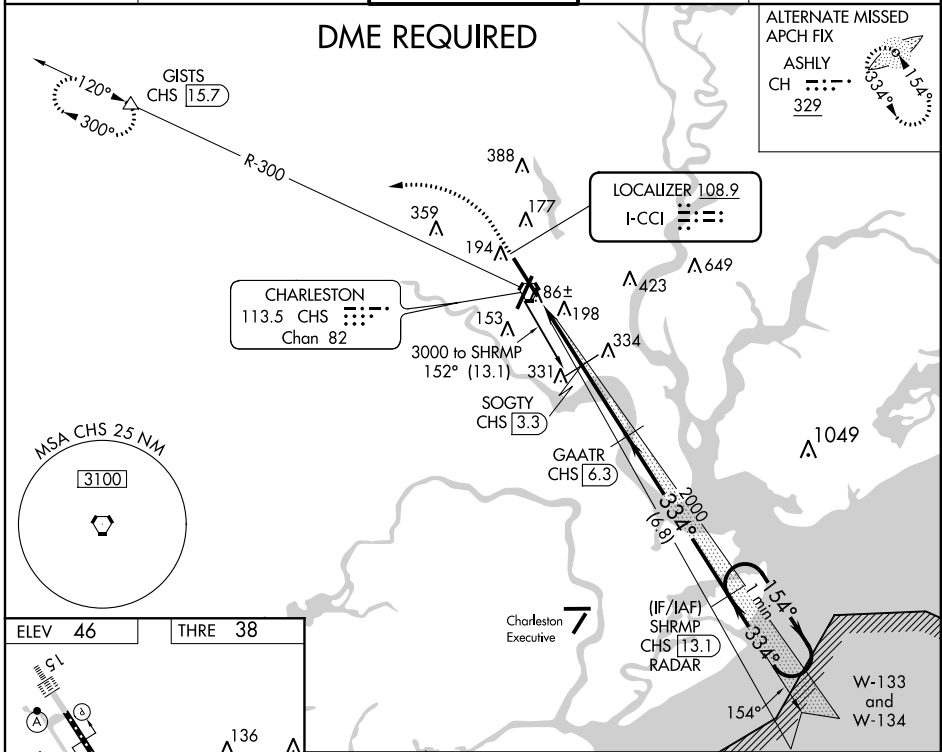 DME REQUIRED
ALTERNATE MISSED
APCH FIX
ASHLY
CH
329
334°
154°
GISTS
CHS 15.7
120°
300°
R-300
388
177
359
194
LOCALIZER 108.9
I-CCI
649
423
CHARLESTON
113.5 CHS
Chan 82
86±
198
153
334
3000 to SHRMP
152° (13.1)
331
SOGTY
CHS 3.3
GAATR
CHS 6.3
1049
MSA CHS 25 NM
3100
2000
334°
(6.8)
1 min
154°
334°
(IF/IAF)
SHRMP
CHS 13.1
RADAR
Charleston
Executive
154°
W-133
and
W-134
ELEV 46
THRE 38
15
A
P
136